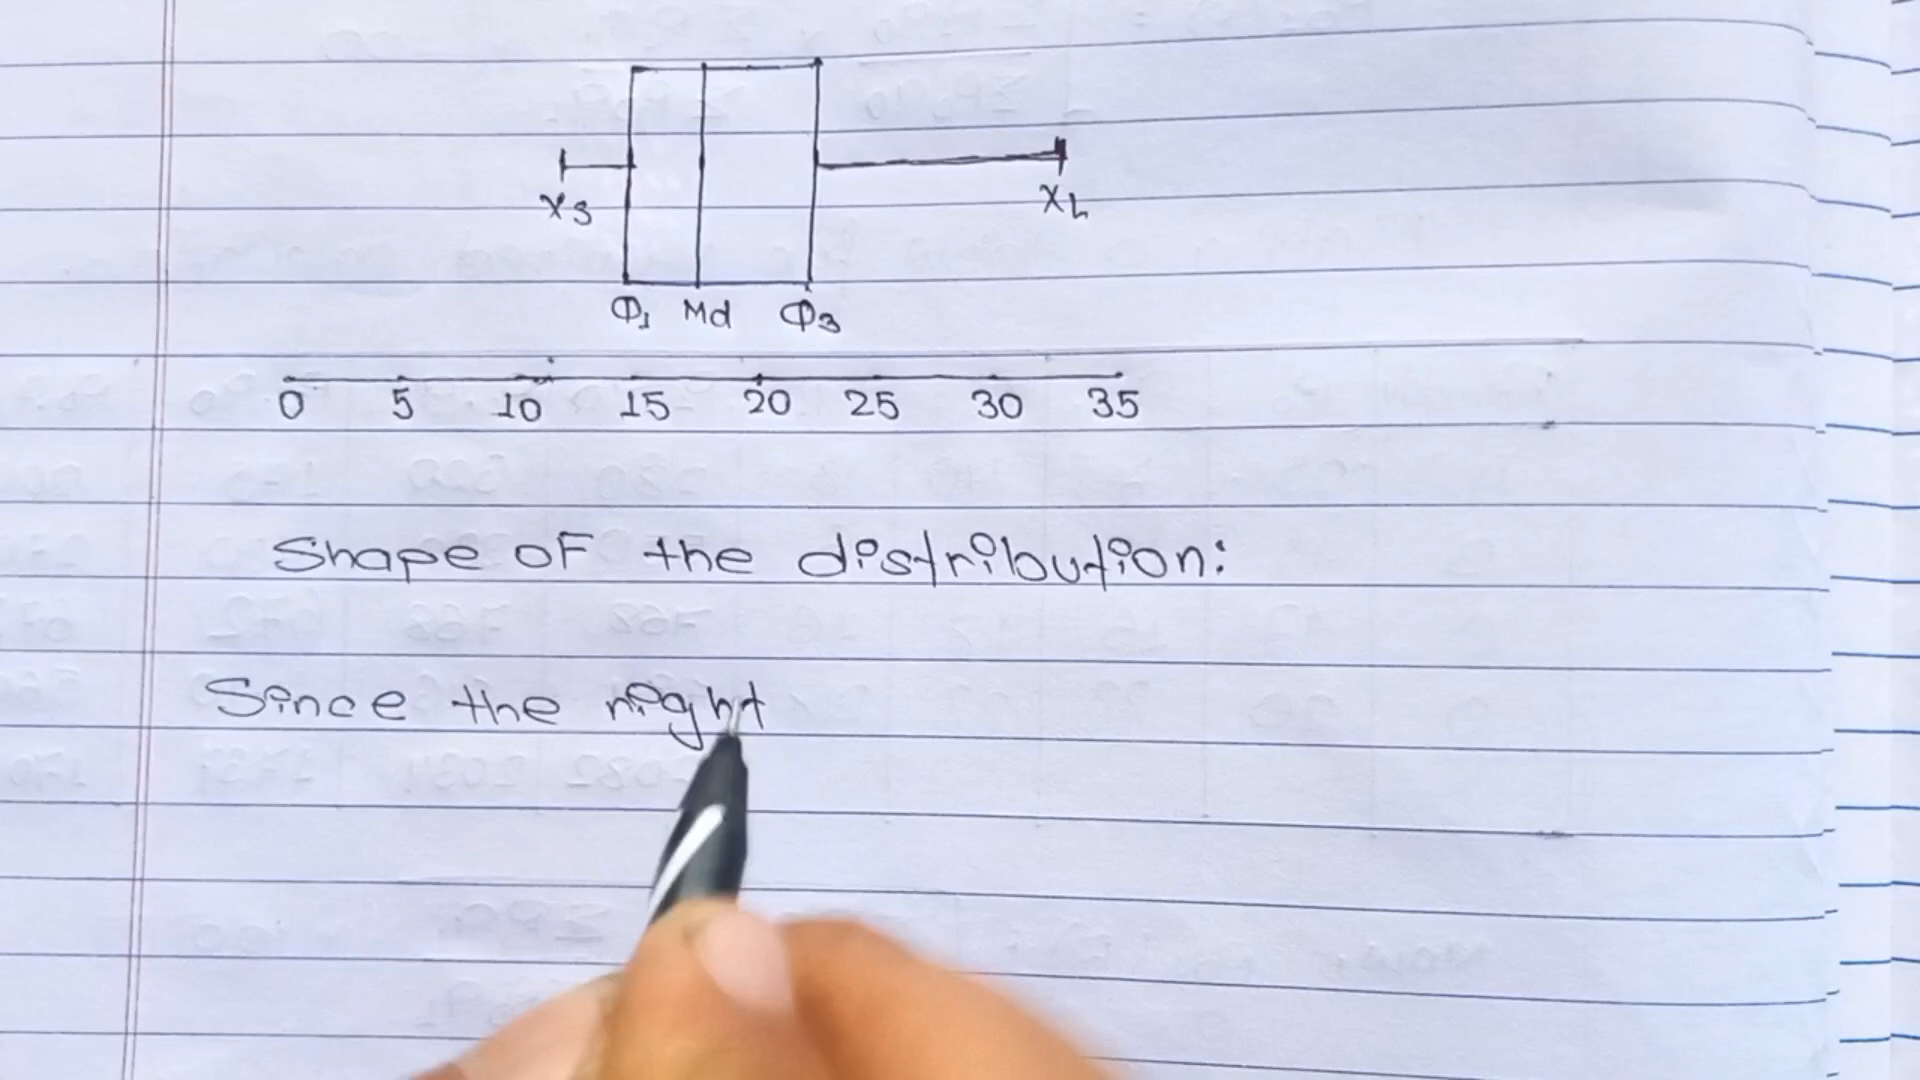 Xs XL
Q1 Md Q3
0 5 10 15 20 25 30 35
Shape of the distribution:
Since the right